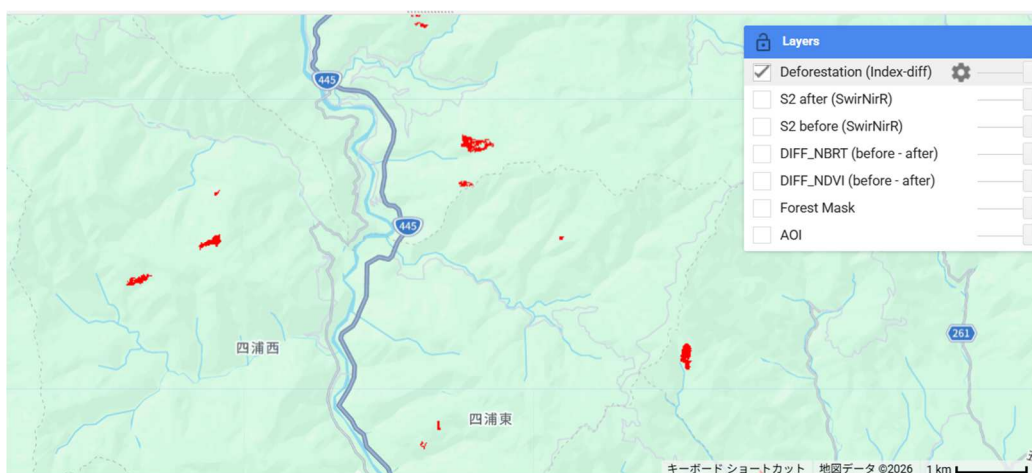 Layers
Deforestation (Index-diff)
S2 after (SwirNirR)
S2 before (SwirNirR)
DIFF_NBRT (before - after)
DIFF_NDVI (before - after)
Forest Mask
AOI
445
445
261
四浦西
四浦東
キーボード ショートカット 地図データ ©2026 1 km